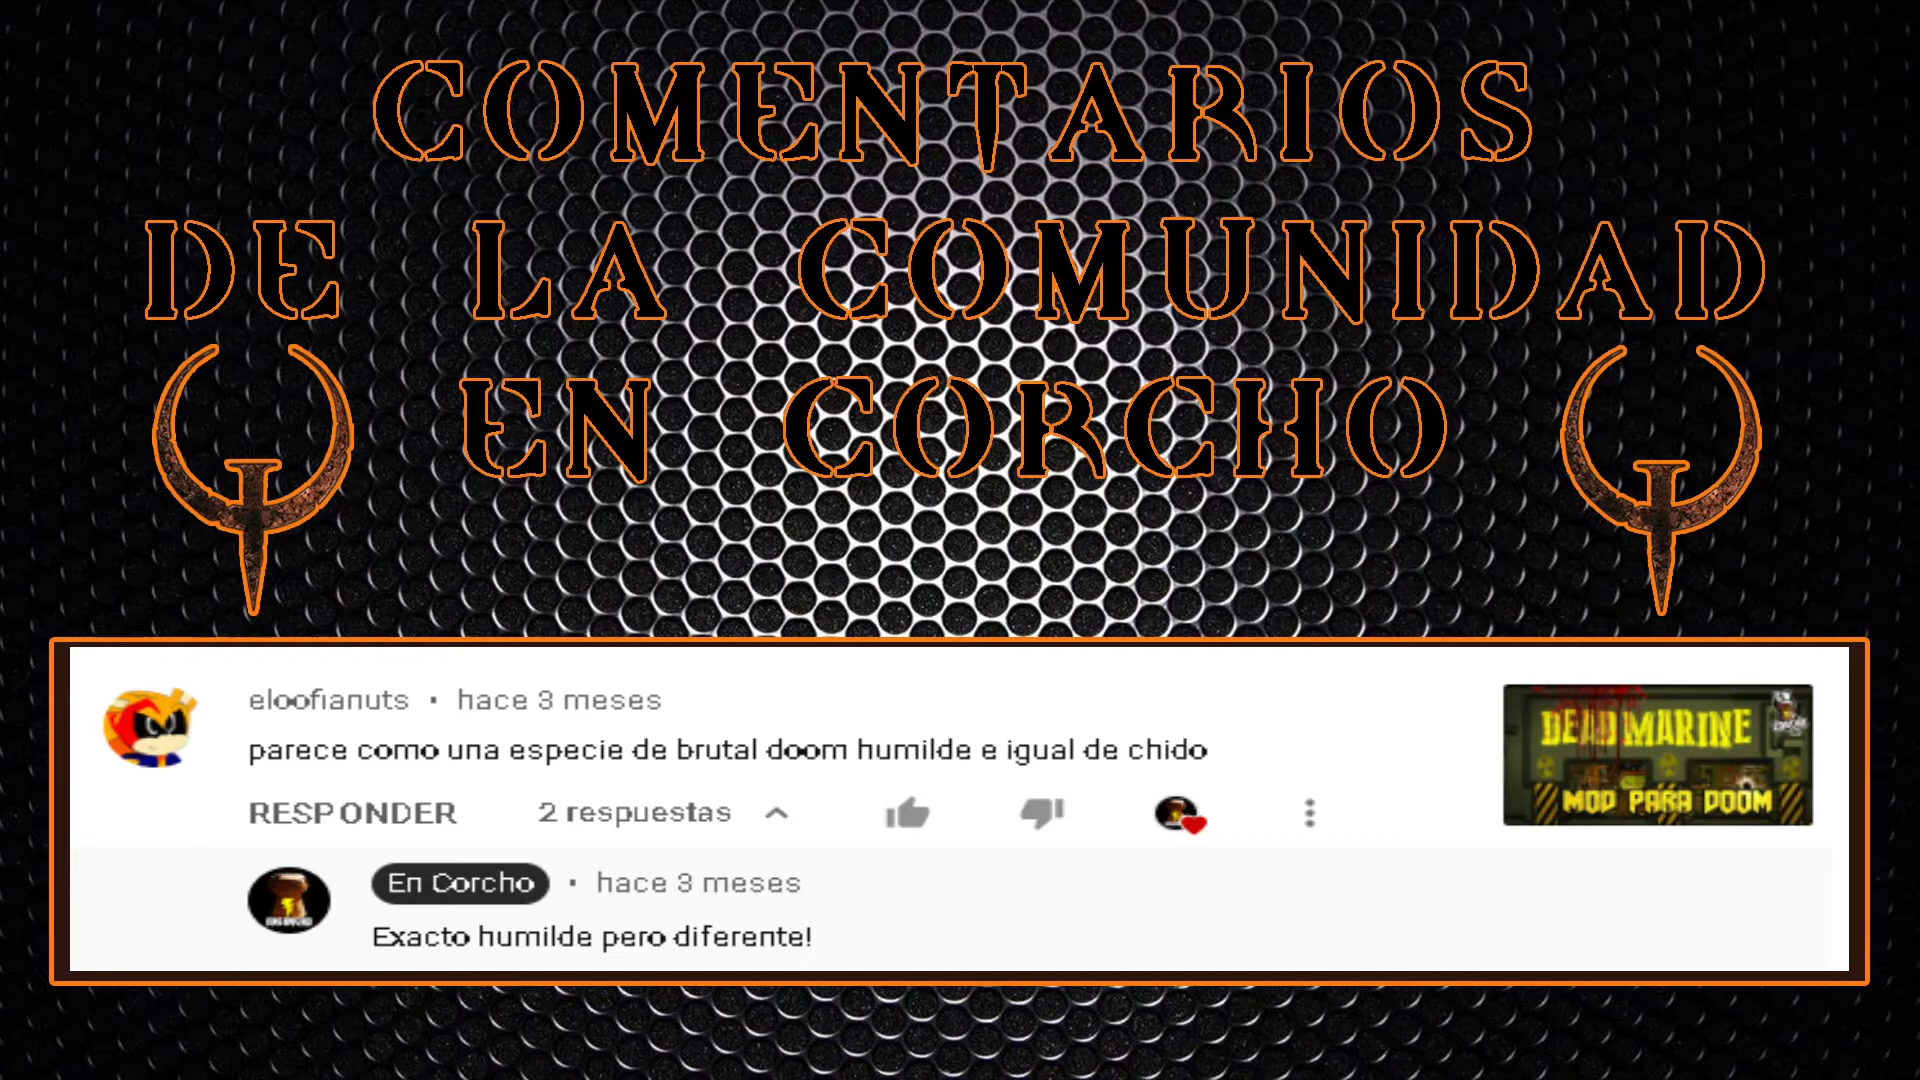 COMENTARIOS
DE LA COMUNIDAD
EN CORCHO
eloofianuts • hace 3 meses
parece como una especie de brutal doom humilde e igual de chido
DEAD MARINE
MOD PARA DOOM
RESPONDER 2 respuestas
En Corcho • hace 3 meses
Exacto humilde pero diferente!